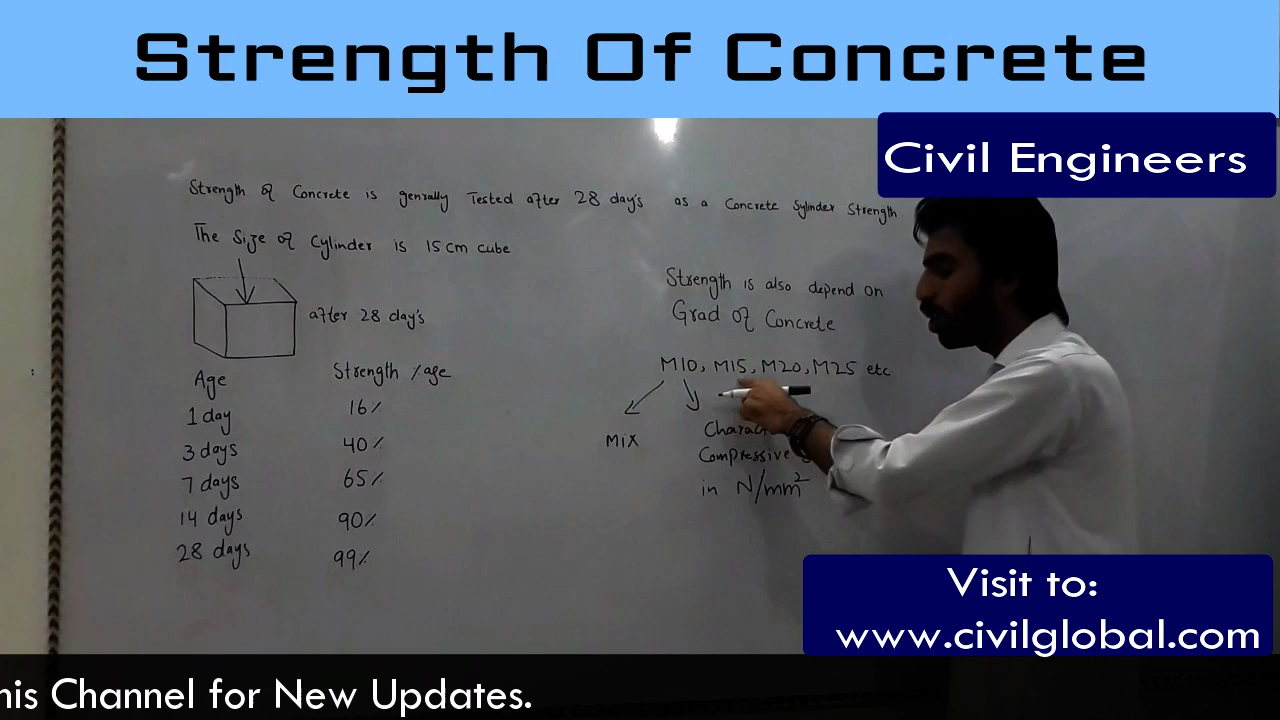 Strength Of Concrete
Civil Engineers
Strength of Concrete is genrally Tested after 28 day's as a Concrete Sylinder Strength
The Size of Cylinder is 15cm cube
after 28 day's
Age Strength %age
1 day 16%
3 days 40%
7 days 65%
14 days 90%
28 days 99%
Strength is also depend on
Grad of Concrete
M10, M15, M20, M25 etc
Mix
Compressive
in N/mm²
Visit to:
www.civilglobal.com
Channel for New Updates.